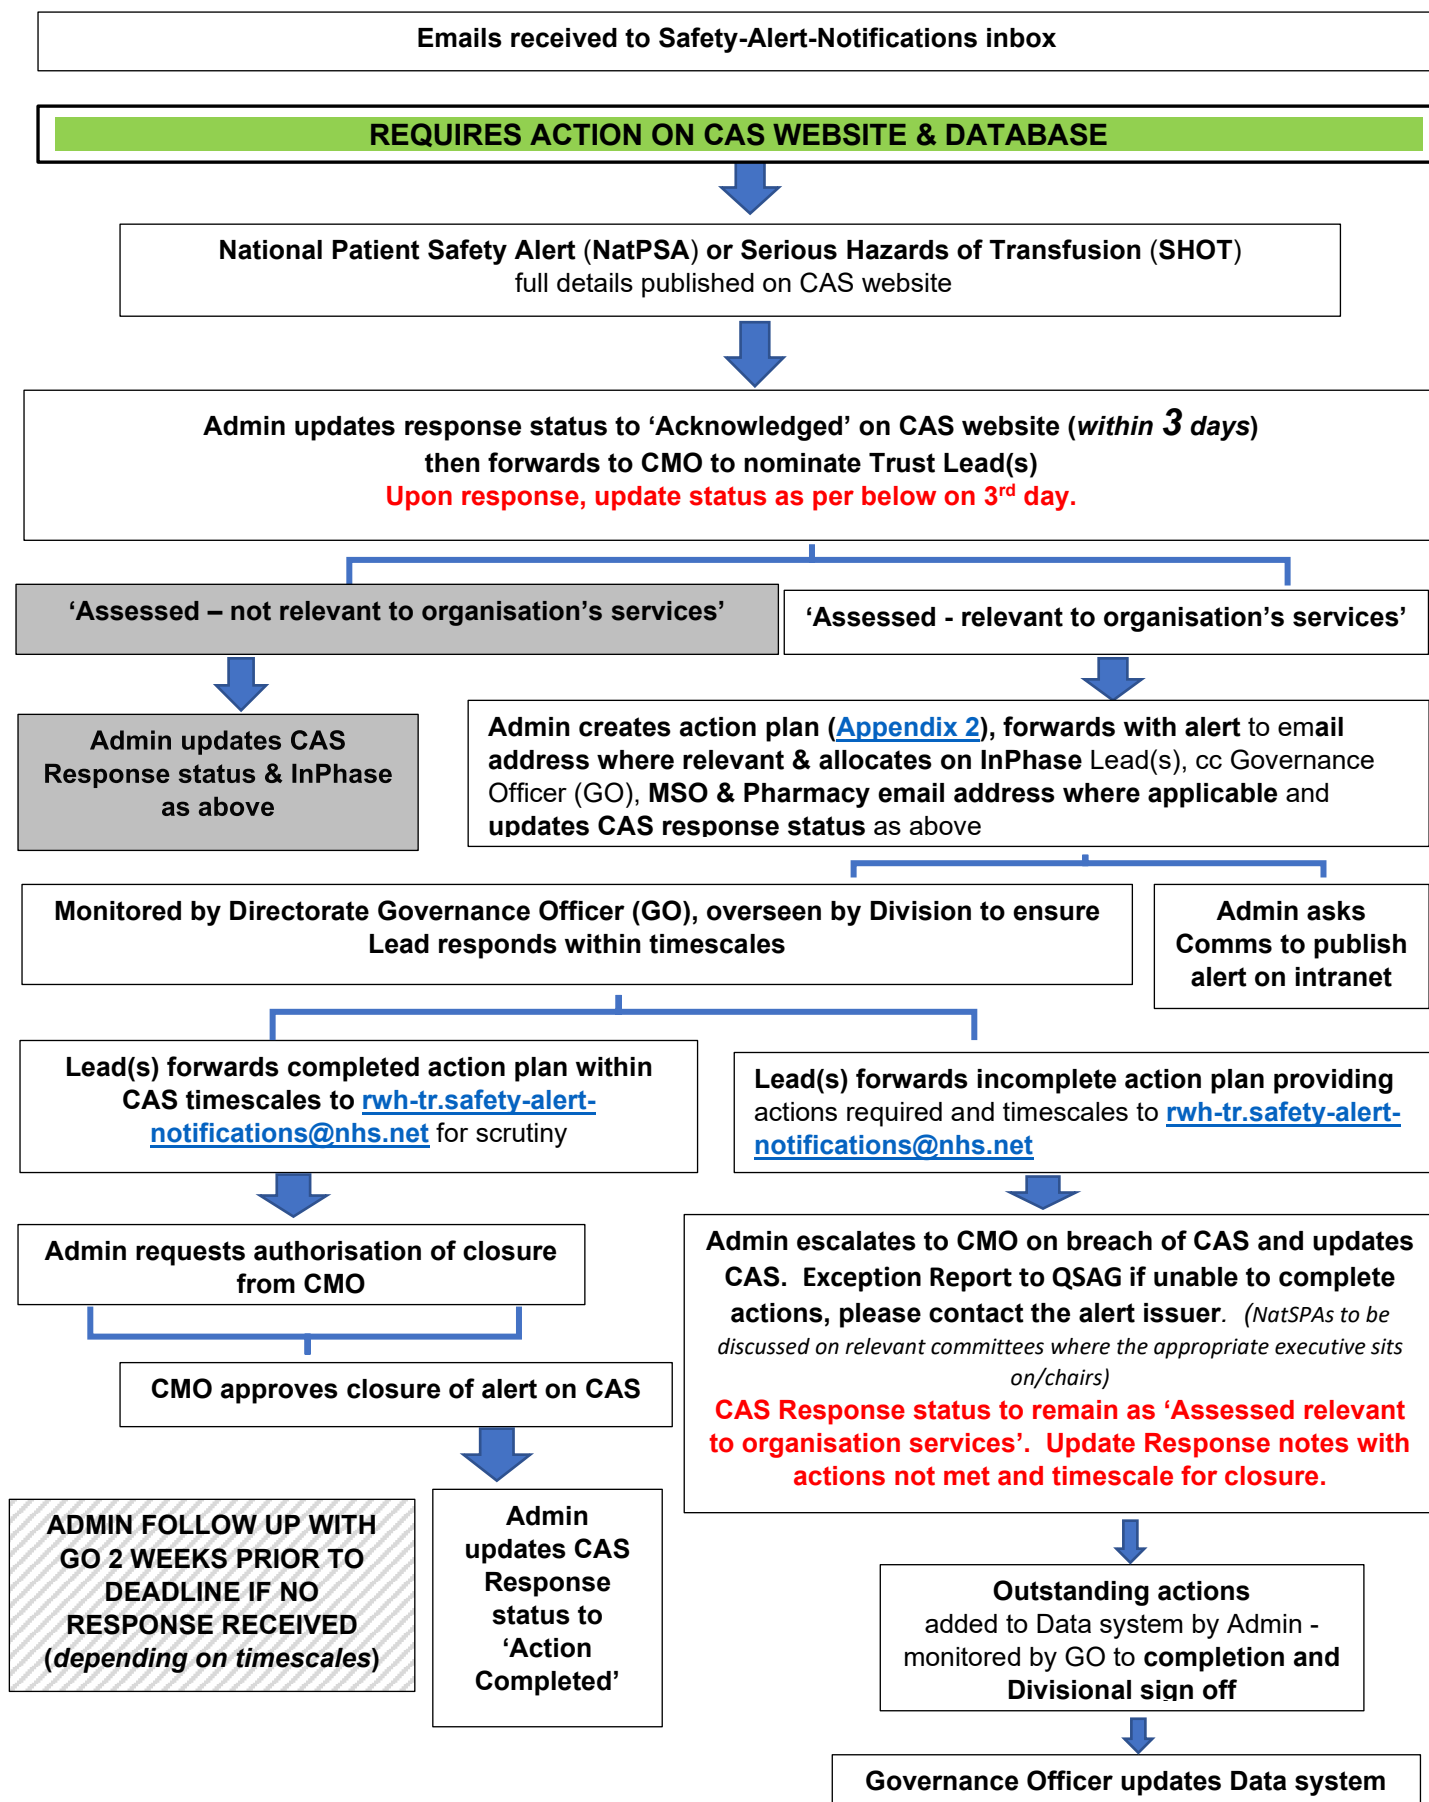 Emails received to Safety-Alert-Notifications inbox
REQUIRES ACTION ON CAS WEBSITE & DATABASE
National Patient Safety Alert (NatPSA) or Serious Hazards of Transfusion (SHOT)
full details published on CAS website
Admin updates response status to ‘Acknowledged’ on CAS website (within 3 days)
then forwards to CMO to nominate Trust Lead(s)
Upon response, update status as per below on 3rd day.
‘Assessed – not relevant to organisation’s services’
‘Assessed - relevant to organisation’s services’
Admin updates CAS
Response status & InPhase
as above
Admin creates action plan (Appendix 2), forwards with alert to email
address where relevant & allocates on InPhase Lead(s), cc Governance
Officer (GO), MSO & Pharmacy email address where applicable and
updates CAS response status as above
Monitored by Directorate Governance Officer (GO), overseen by Division to ensure
Lead responds within timescales
Admin asks
Comms to publish
alert on intranet
Lead(s) forwards completed action plan within
CAS timescales to rwh-tr.safety-alert-
notifications@nhs.net for scrutiny
Lead(s) forwards incomplete action plan providing
actions required and timescales to rwh-tr.safety-alert-
notifications@nhs.net
Admin requests authorisation of closure
from CMO
Admin escalates to CMO on breach of CAS and updates
CAS.  Exception Report to QSAG if unable to complete
actions, please contact the alert issuer.  (NatSPAs to be
discussed on relevant committees where the appropriate executive sits
on/chairs)
CAS Response status to remain as ‘Assessed relevant
to organisation services’.  Update Response notes with
actions not met and timescale for closure.
CMO approves closure of alert on CAS
ADMIN FOLLOW UP WITH
GO 2 WEEKS PRIOR TO
DEADLINE IF NO
RESPONSE RECEIVED
(depending on timescales)
Admin
updates CAS
Response
status to
‘Action
Completed’
Outstanding actions
added to Data system by Admin -
monitored by GO to completion and
Divisional sign off
Governance Officer updates Data system